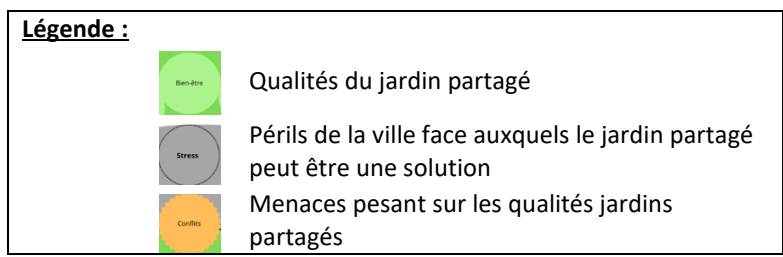 Légende :
Bien-être
Qualités du jardin partagé
Stress
Périls de la ville face auxquels le jardin partagé
peut être une solution
Conflits
Menaces pesant sur les qualités jardins
partagés